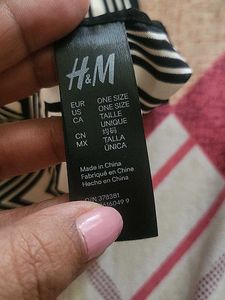 H&M
EUR ONE SIZE
US ONE SIZE
CA TAILLE
UNIQUE
CN 均码
MX TALLA
ÚNICA
Made in China
Fabriqué en Chine
Hecho en China
O/N 378381